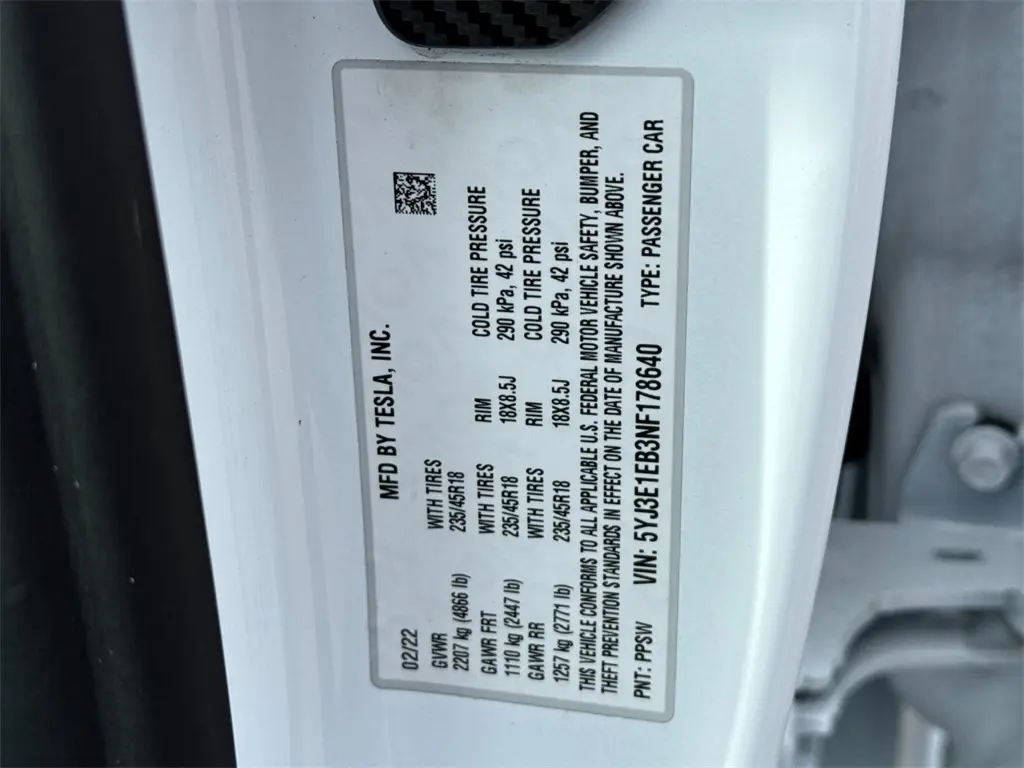 MFD BY TESLA, INC.
02/22
GVWR WITH TIRES
2207 kg (4866 lb) 235/45R18
GAWR FRT WITH TIRES RIM COLD TIRE PRESSURE
1110 kg (2447 lb) 235/45R18 18X8.5J 290 kPa, 42 psi
GAWR RR WITH TIRES RIM COLD TIRE PRESSURE
1257 kg (2771 lb) 235/45R18 18X8.5J 290 kPa, 42 psi
THIS VEHICLE CONFORMS TO ALL APPLICABLE U.S. FEDERAL MOTOR VEHICLE SAFETY, BUMPER, AND
THEFT PREVENTION STANDARDS IN EFFECT ON THE DATE OF MANUFACTURE SHOWN ABOVE.
PNT: PPSW VIN: 5YJ3E1EB3NF178640 TYPE: PASSENGER CAR